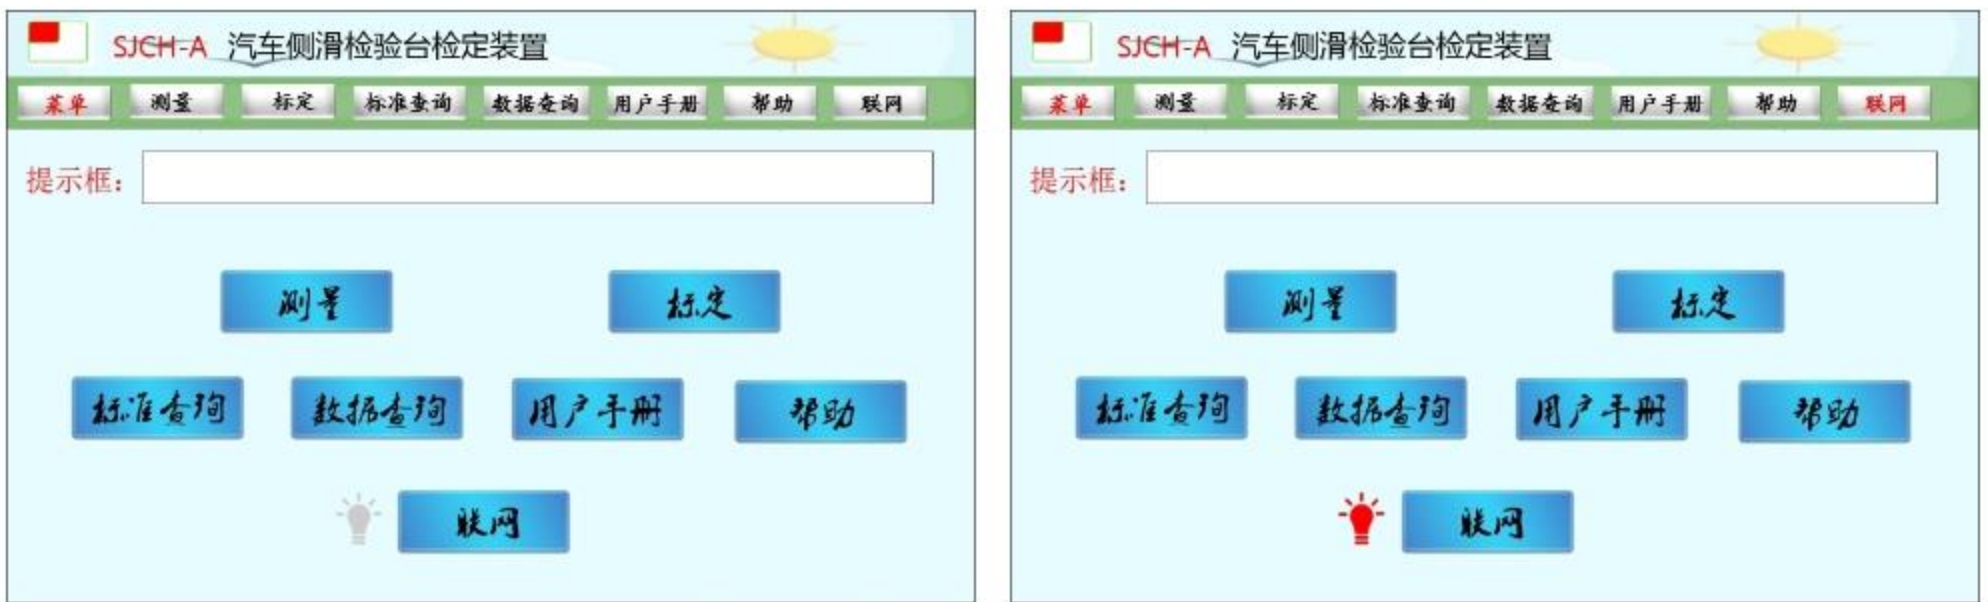 SJCH-A 汽车侧滑检验台检定装置
菜单 测量 标定 标准查询 数据查询 用户手册 帮助 联网
提示框：
测量 标定
标准查询 数据查询 用户手册 帮助
联网
SJCH-A 汽车侧滑检验台检定装置
菜单 测量 标定 标准查询 数据查询 用户手册 帮助 联网
提示框：
测量 标定
标准查询 数据查询 用户手册 帮助
联网